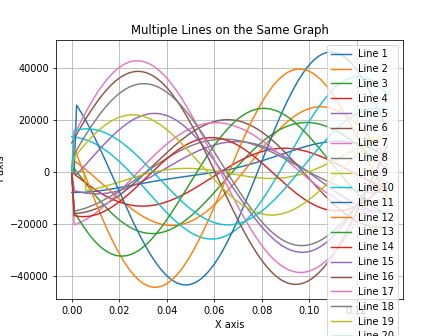 Multiple Lines on the Same Graph
40000
20000
0
−20000
−40000
axis
0.00
0.02
0.04
0.06
0.08
0.10
X axis
Line 1
Line 2
Line 3
Line 4
Line 5
Line 6
Line 7
Line 8
Line 9
Line 10
Line 11
Line 12
Line 13
Line 14
Line 15
Line 16
Line 17
Line 18
Line 19
Line 20